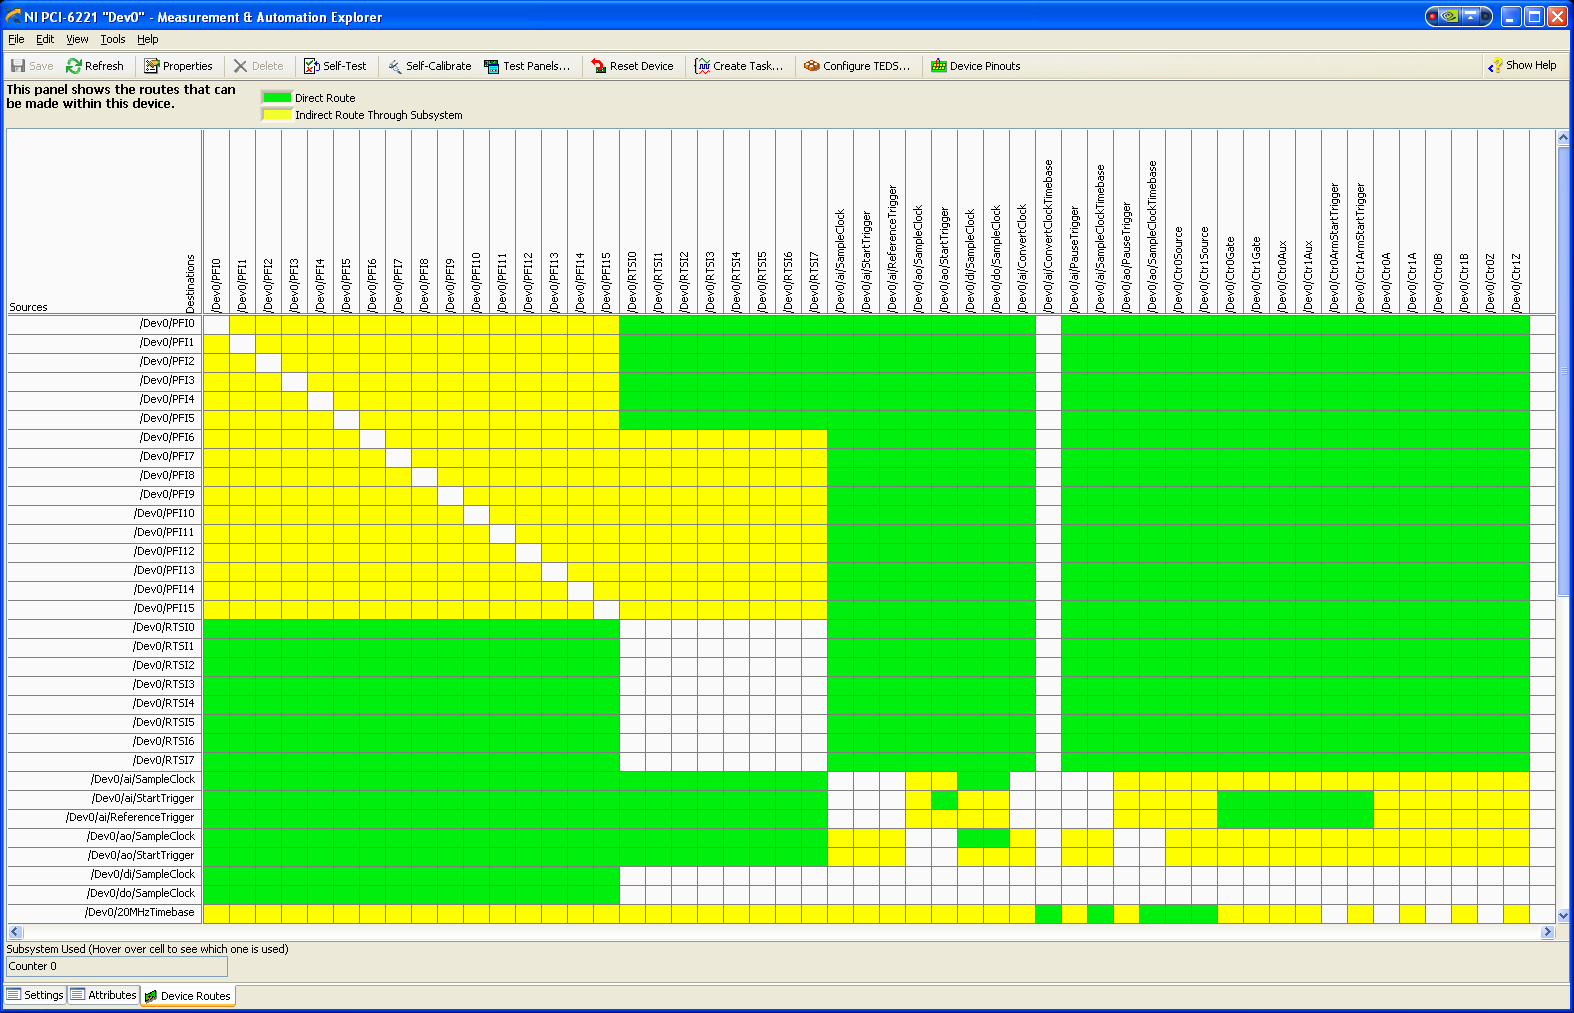 NI PCI-6221 "Dev0" - Measurement & Automation Explorer
File Edit View Tools Help
Save Refresh Properties Delete Self-Test Self-Calibrate Test Panels... Reset Device Create Task... Configure TEDS... Device Pinouts Show Help
This panel shows the routes that can
be made within this device.
Direct Route
Indirect Route Through Subsystem
Sources
Destinations
/Dev0/PFI0
/Dev0/PFI1
/Dev0/PFI2
/Dev0/PFI3
/Dev0/PFI4
/Dev0/PFI5
/Dev0/PFI6
/Dev0/PFI7
/Dev0/PFI8
/Dev0/PFI9
/Dev0/PFI10
/Dev0/PFI11
/Dev0/PFI12
/Dev0/PFI13
/Dev0/PFI14
/Dev0/PFI15
/Dev0/RTSI0
/Dev0/RTSI1
/Dev0/RTSI2
/Dev0/RTSI3
/Dev0/RTSI4
/Dev0/RTSI5
/Dev0/RTSI6
/Dev0/RTSI7
/Dev0/ai/SampleClock
/Dev0/ai/StartTrigger
/Dev0/ai/ReferenceTrigger
/Dev0/ao/SampleClock
/Dev0/ao/StartTrigger
/Dev0/di/SampleClock
/Dev0/do/SampleClock
/Dev0/ai/ConvertClock
/Dev0/ai/ConvertClockTimebase
/Dev0/ai/PauseTrigger
/Dev0/ai/SampleClockTimebase
/Dev0/ao/PauseTrigger
/Dev0/ao/SampleClockTimebase
/Dev0/Ctr0Source
/Dev0/Ctr1Source
/Dev0/Ctr0Gate
/Dev0/Ctr1Gate
/Dev0/Ctr0Aux
/Dev0/Ctr1Aux
/Dev0/Ctr0ArmStartTrigger
/Dev0/Ctr1ArmStartTrigger
/Dev0/Ctr0A
/Dev0/Ctr1A
/Dev0/Ctr0B
/Dev0/Ctr1B
/Dev0/Ctr0Z
/Dev0/Ctr1Z
/Dev0/PFI0
/Dev0/PFI1
/Dev0/PFI2
/Dev0/PFI3
/Dev0/PFI4
/Dev0/PFI5
/Dev0/PFI6
/Dev0/PFI7
/Dev0/PFI8
/Dev0/PFI9
/Dev0/PFI10
/Dev0/PFI11
/Dev0/PFI12
/Dev0/PFI13
/Dev0/PFI14
/Dev0/PFI15
/Dev0/RTSI0
/Dev0/RTSI1
/Dev0/RTSI2
/Dev0/RTSI3
/Dev0/RTSI4
/Dev0/RTSI5
/Dev0/RTSI6
/Dev0/RTSI7
/Dev0/ai/SampleClock
/Dev0/ai/StartTrigger
/Dev0/ai/ReferenceTrigger
/Dev0/ao/SampleClock
/Dev0/ao/StartTrigger
/Dev0/di/SampleClock
/Dev0/do/SampleClock
/Dev0/20MHzTimebase
Subsystem Used (Hover over cell to see which one is used)
Counter 0
Settings Attributes Device Routes